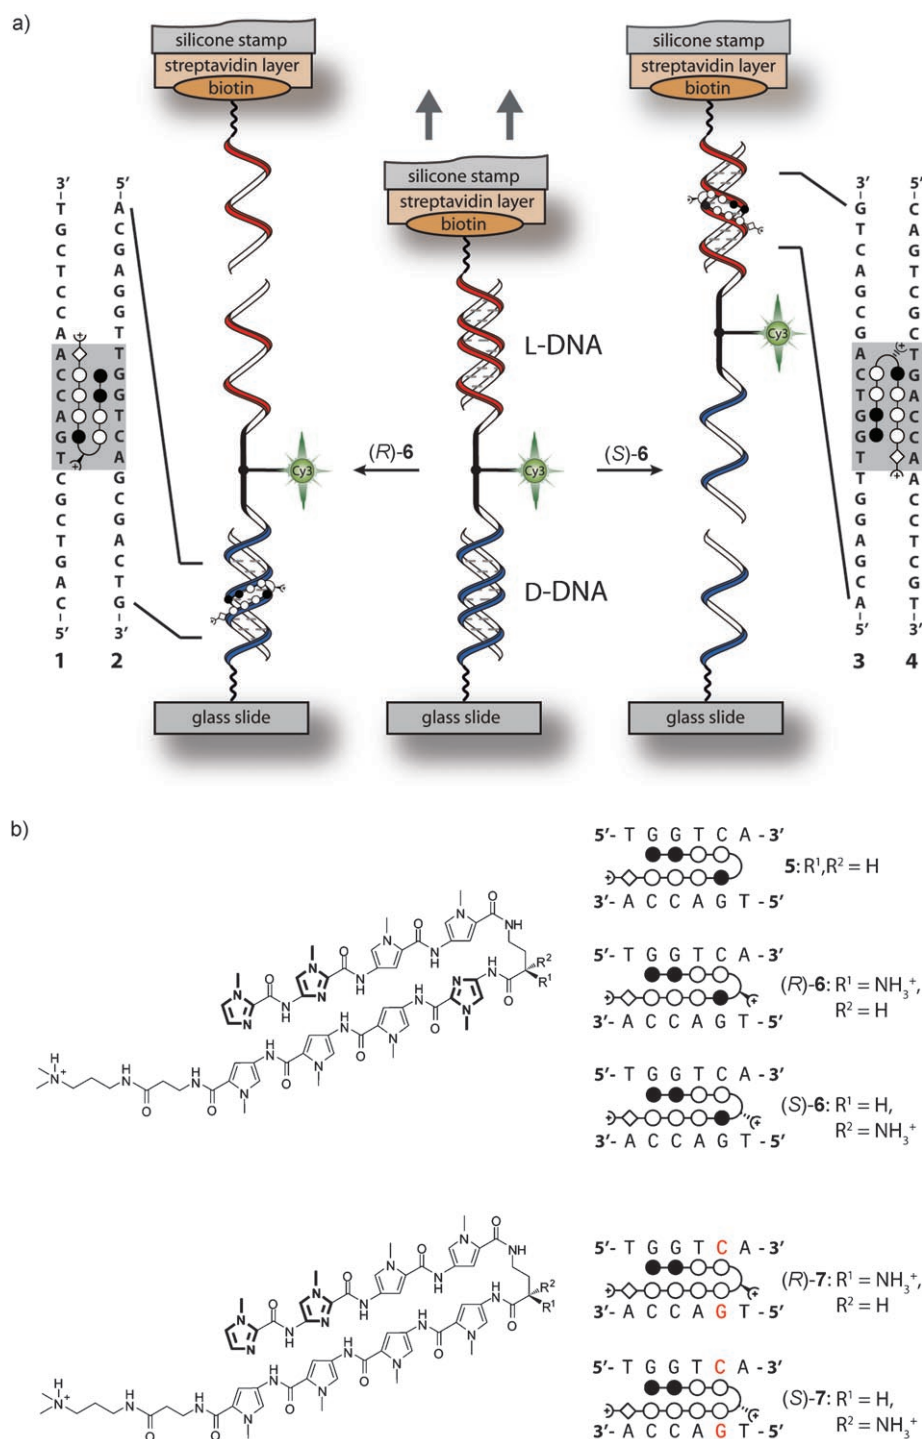 a)
silicone stamp
streptavidin layer
biotin
silicone stamp
streptavidin layer
biotin
silicone stamp
streptavidin layer
biotin
3′-TGCTCCAACCAGTCGCTGAC-5′
1
5′-ACGAGGTTGGTCAGCGACTG-3′
2
L-DNA
Cy3
(R)-6
Cy3
(S)-6
Cy3
D-DNA
3′-GTCAGCGACTGGTTGGAGCA-5′
3
5′-CAGTCGCTGACCAACCTCGT-3′
4
glass slide
glass slide
glass slide
b)
5′- T G G T C A -3′
5: R¹,R² = H
3′- A C C A G T - 5′
5′- T G G T C A -3′
(R)-6: R¹ = NH₃⁺,
R² = H
3′- A C C A G T - 5′
5′- T G G T C A -3′
(S)-6: R¹ = H,
R² = NH₃⁺
3′- A C C A G T - 5′
5′- T G G T C A -3′
(R)-7: R¹ = NH₃⁺,
R² = H
3′- A C C A G T - 5′
5′- T G G T C A -3′
(S)-7: R¹ = H,
R² = NH₃⁺
3′- A C C A G T - 5′